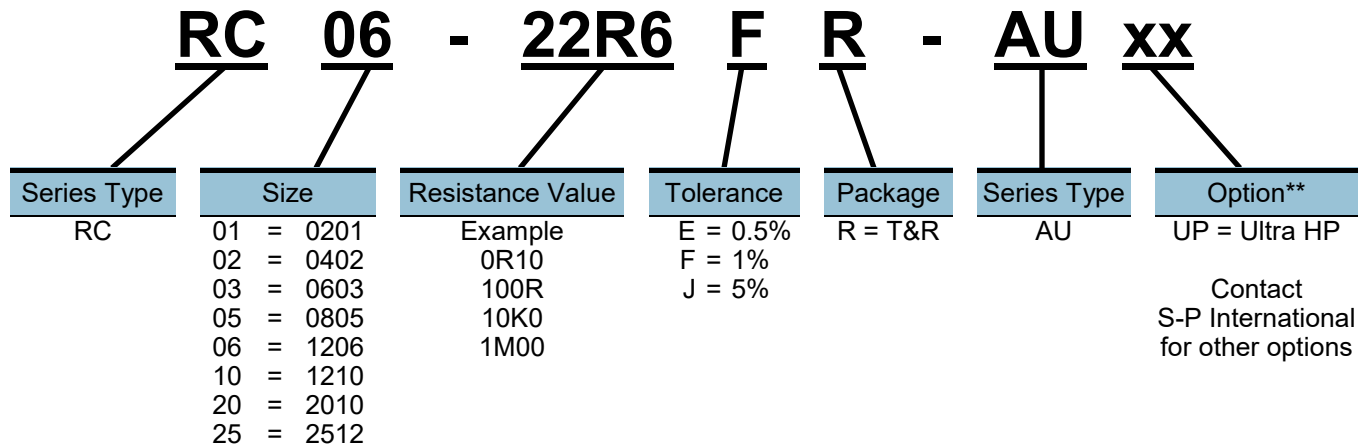 RC 06 - 22R6 F R - AU xx
Series Type
RC
Size
01 = 0201
02 = 0402
03 = 0603
05 = 0805
06 = 1206
10 = 1210
20 = 2010
25 = 2512
Resistance Value
Example
0R10
100R
10K0
1M00
Tolerance
E = 0.5%
F = 1%
J = 5%
Package
R = T&R
Series Type
AU
Option**
UP = Ultra HP
Contact
S-P International
for other options